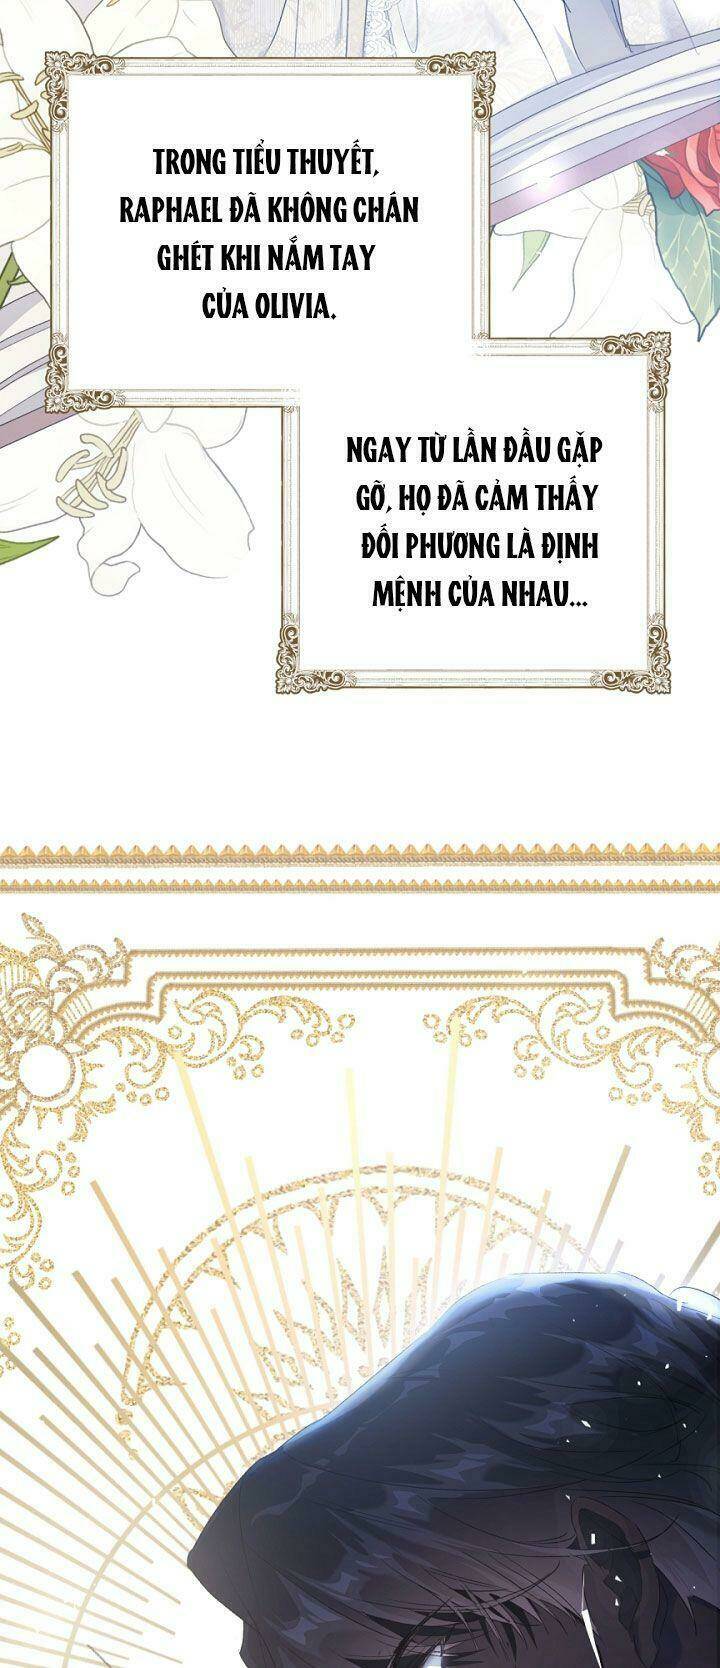 TRONG TIỂU THUYẾT,
RAPHAEL ĐÃ KHÔNG CHÁN
GHÉT KHI NẮM TAY
CỦA OLIVIA.
NGAY TỪ LẦN ĐẦU GẶP
GỠ, HỌ ĐÃ CẢM THẤY
ĐỐI PHƯƠNG LÀ ĐỊNH
MỆNH CỦA NHAU...